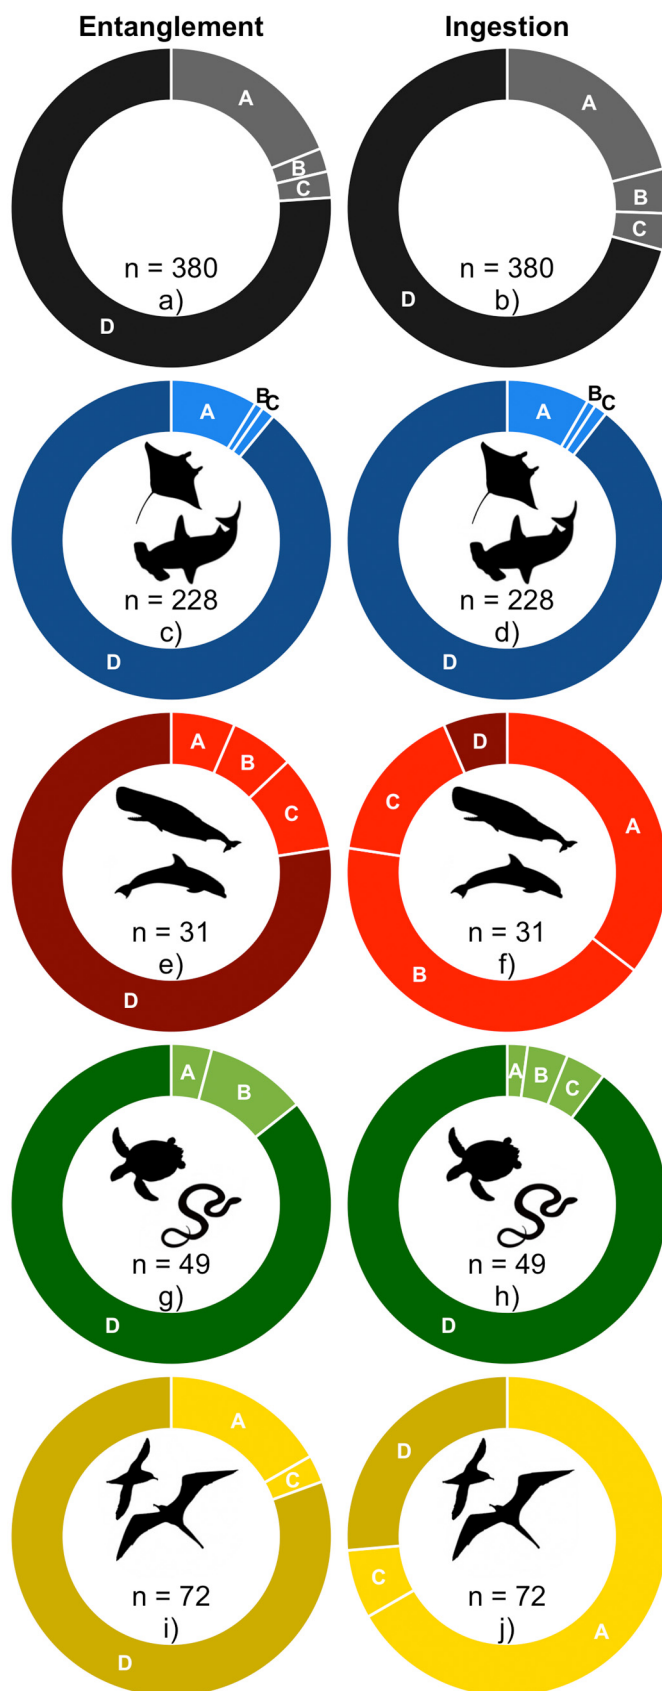 Entanglement Ingestion
A
B
C
D
n = 380
a)
A
B
C
D
n = 380
b)
A
B
C
D
n = 228
c)
A
B
C
D
n = 228
d)
A
B
C
D
n = 31
e)
D
A
C
B
n = 31
f)
A
B
D
n = 49
g)
A
B
C
D
n = 49
h)
A
C
D
n = 72
i)
D
C
A
n = 72
j)